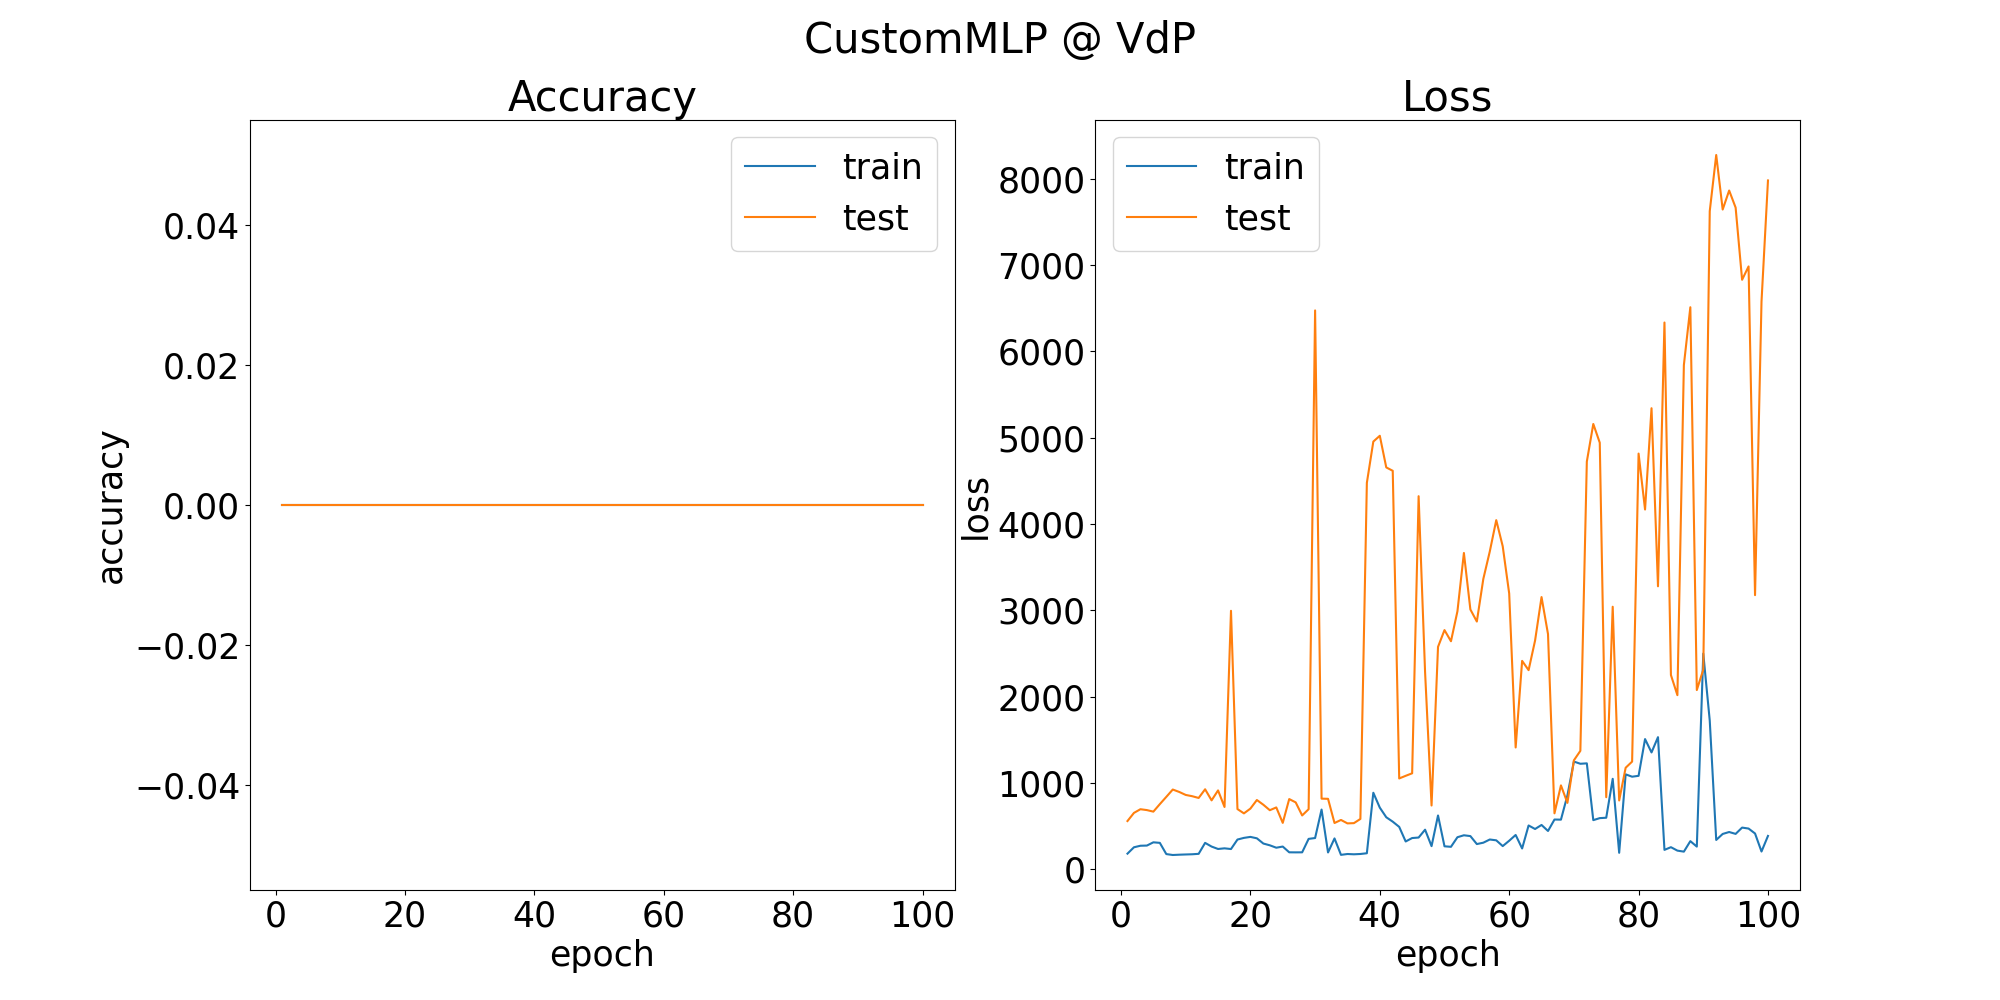 CustomMLP @ VdP
Accuracy
train
test
0.04
0.02
0.00
−0.02
−0.04
accuracy
0 20 40 60 80 100
epoch
Loss
train
test
8000
7000
6000
5000
4000
3000
2000
1000
0
loss
0 20 40 60 80 100
epoch